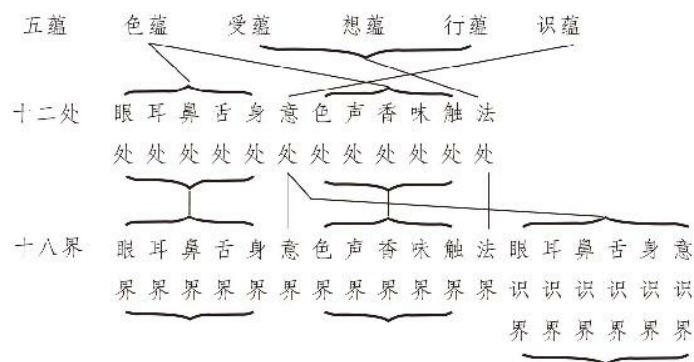 五蕴 色蕴 受蕴 想蕴 行蕴 识蕴
十二处 眼 耳 鼻 舌 身 意 色 声 香 味 触 法
处 处 处 处 处 处 处 处 处 处 处 处
十八界 眼 耳 鼻 舌 身 意 色 声 香 味 触 法 眼 耳 鼻 舌 身 意
界 界 界 界 界 界 界 界 界 界 界 界 识 识 识 识 识 识
界 界 界 界 界 界